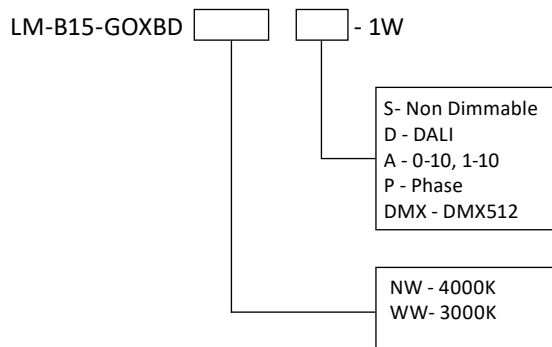 LM-B15-GOXBD - 1W
S- Non Dimmable
D - DALI
A - 0-10, 1-10
P - Phase
DMX - DMX512
NW - 4000K
WW- 3000K